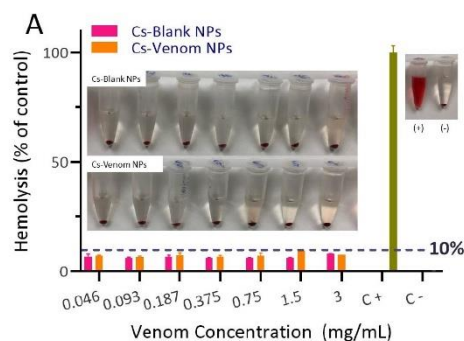 A
Cs-Blank NPs
Cs-Venom NPs
Hemolysis (% of control)
100
50
0
Cs-Blank NPs
Cs-Venom NPs
(+) (-)
10%
0.046 0.093 0.187 0.375 0.75 1.5 3 C + C -
Venom Concentration (mg/mL)